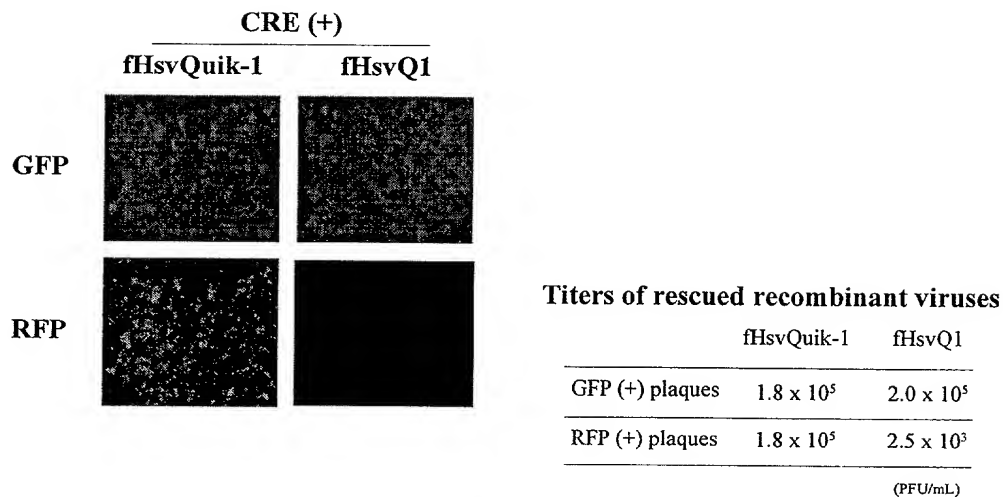 CRE (+)
fHsvQuik-1 fHsvQ1
GFP
RFP
Titers of rescued recombinant viruses
fHsvQuik-1 fHsvQ1
GFP (+) plaques 1.8 x 10⁵ 2.0 x 10⁵
RFP (+) plaques 1.8 x 10⁵ 2.5 x 10³
(PFU/mL)